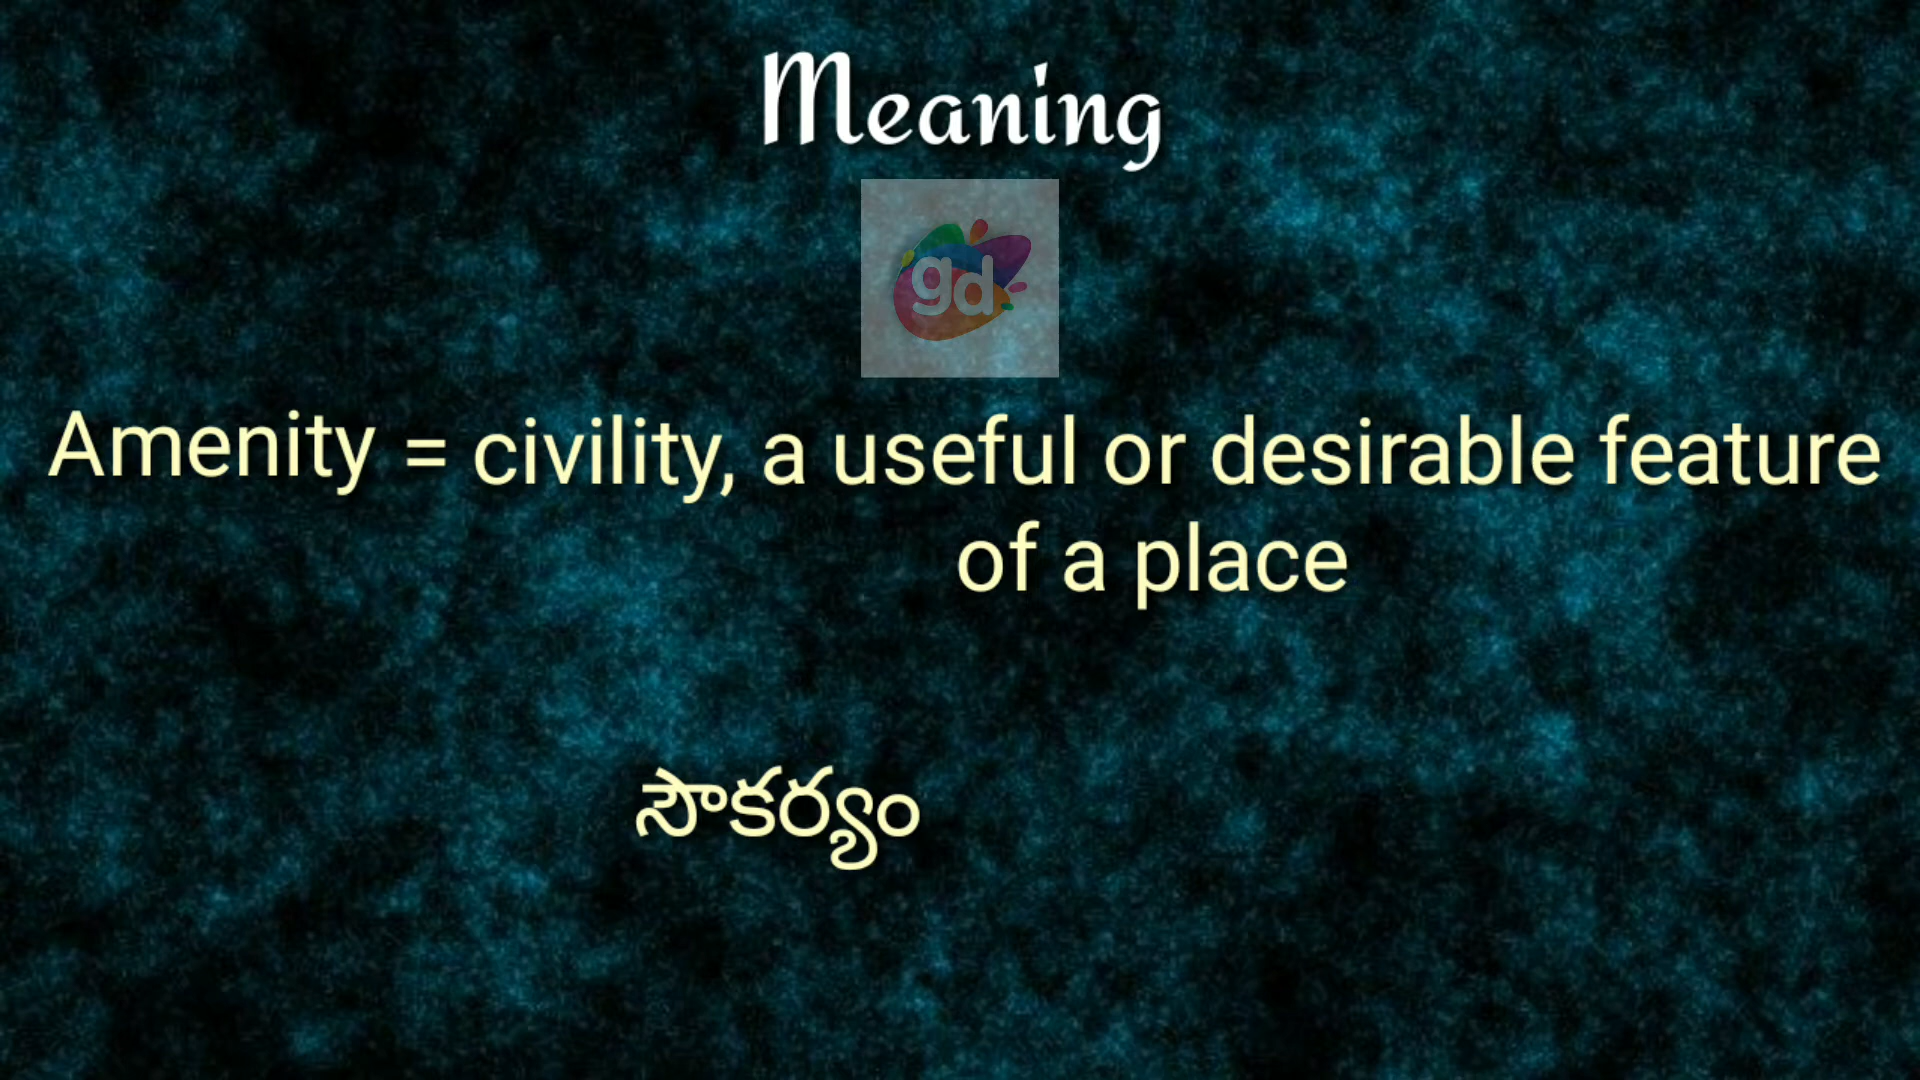 Meaning
gd
Amenity = civility, a useful or desirable feature
of a place
సౌకర్యం